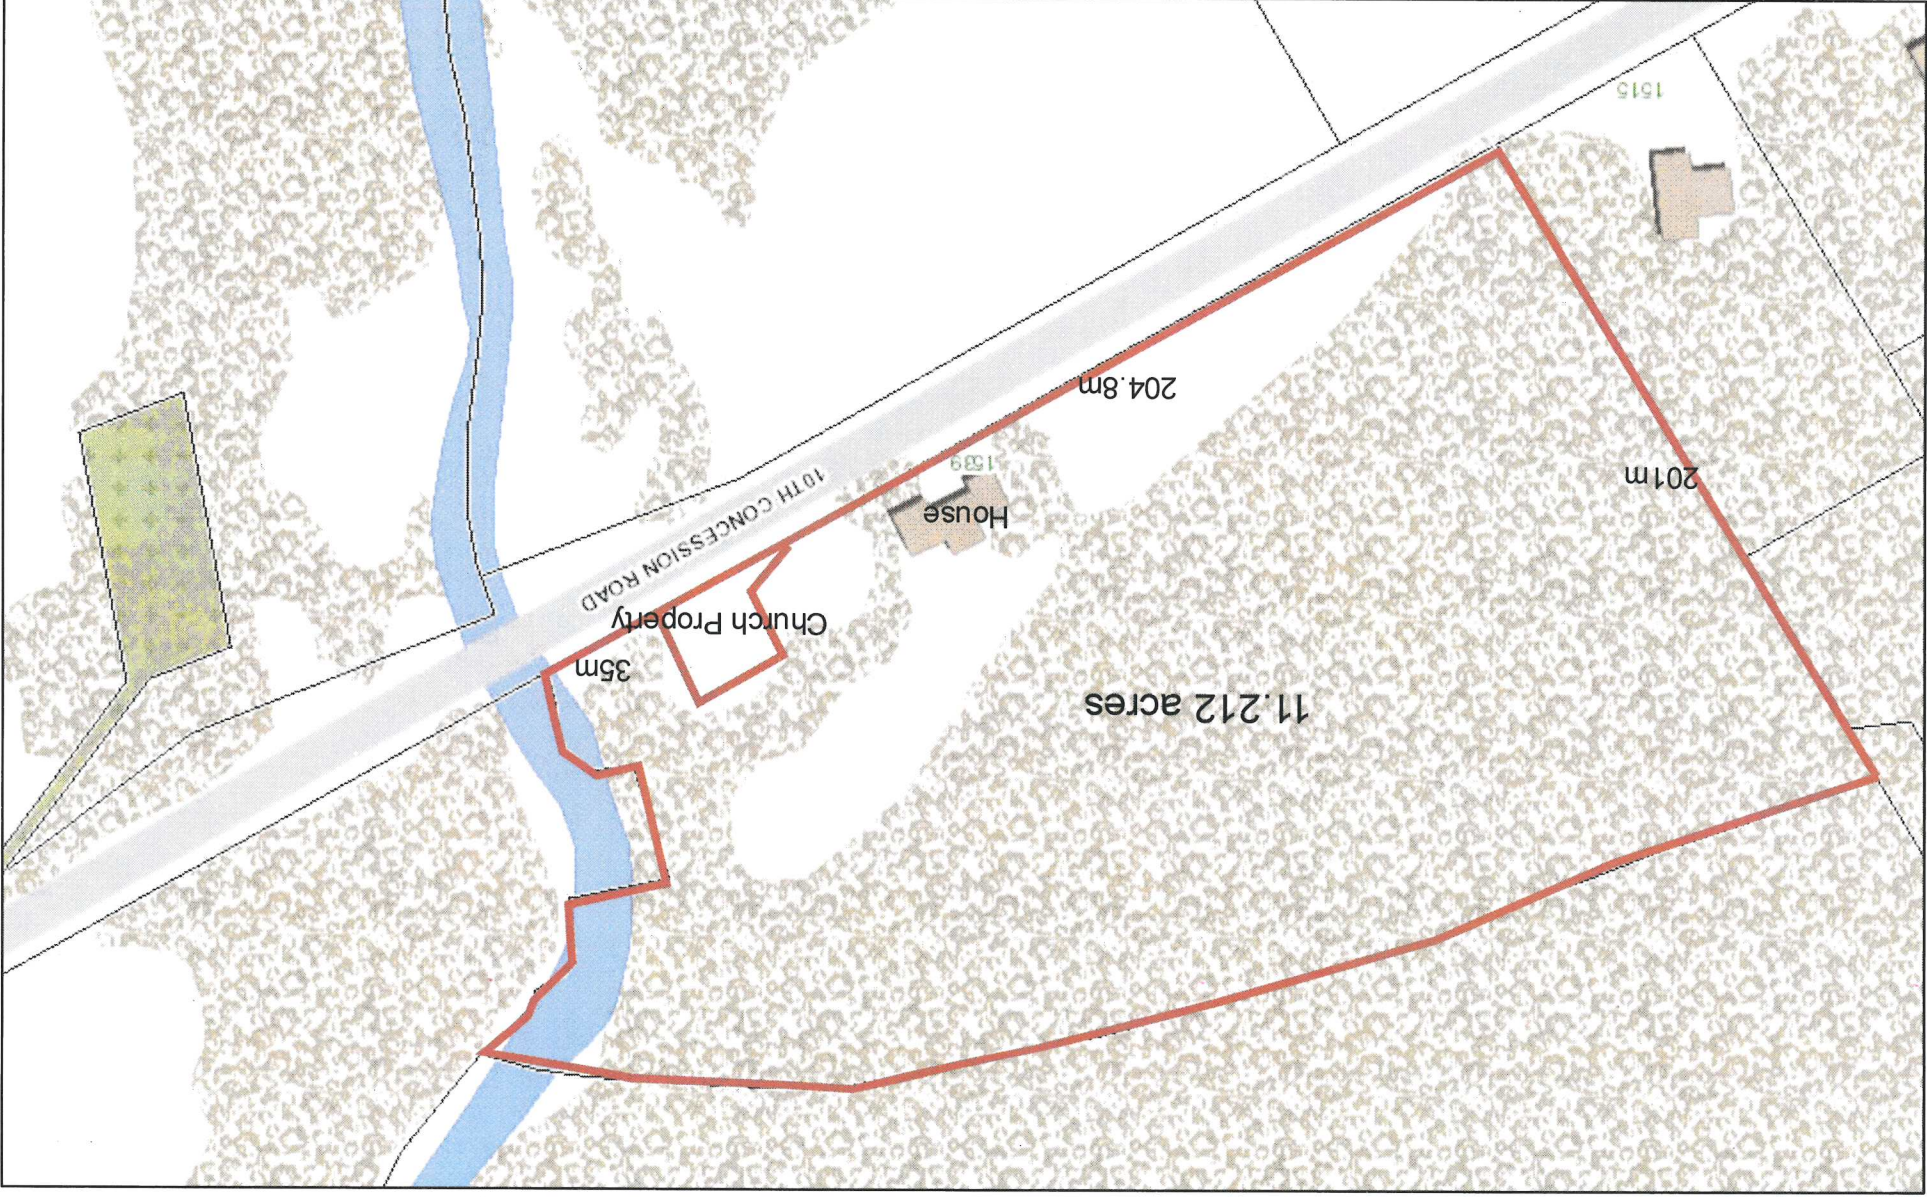 35m
Church Property
10TH CONCESSION ROAD
House
1539
204.8m
11.212 acres
201m
1515